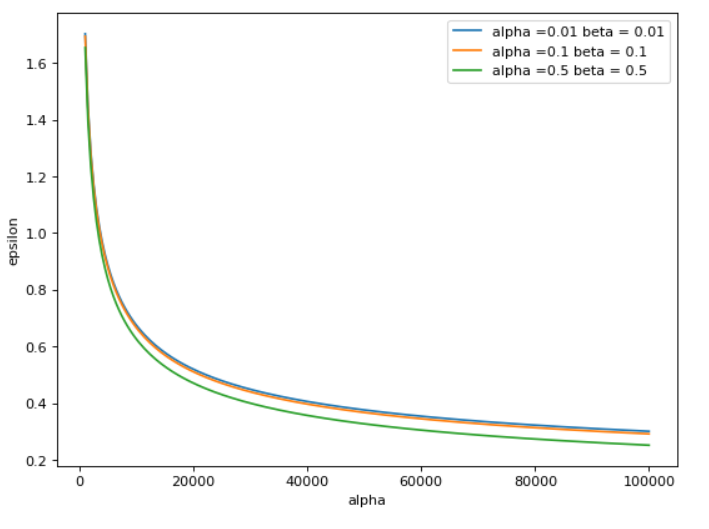 alpha =0.01 beta = 0.01
alpha =0.1 beta = 0.1
alpha =0.5 beta = 0.5
1.6
1.4
1.2
1.0
0.8
0.6
0.4
0.2
epsilon
0 20000 40000 60000 80000 100000
alpha